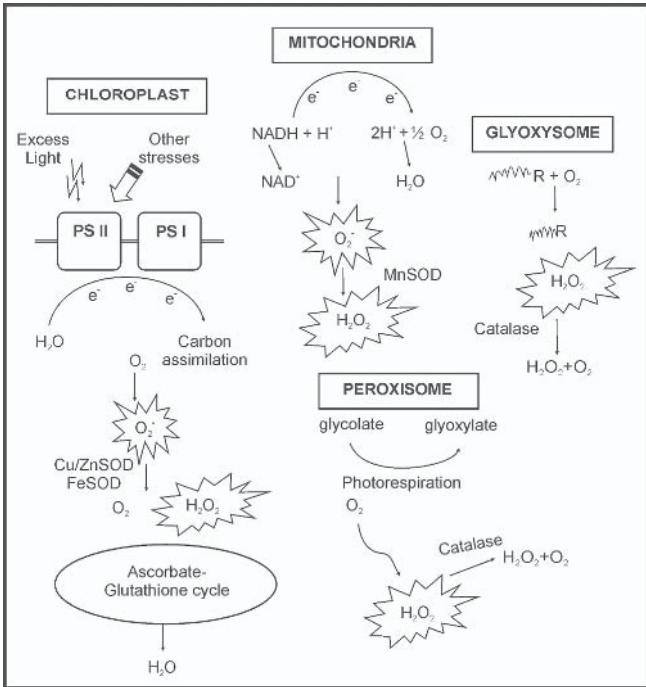 MITOCHONDRIA
e⁻ e⁻ e⁻
NADH + H⁺ 2H⁺ + ½ O₂
NAD⁺ H₂O
O₂⁻
MnSOD
H₂O₂
CHLOROPLAST
Excess
Light
Other
stresses
PS II PS I
e⁻ e⁻ e⁻
H₂O
Carbon
assimilation
O₂
O₂⁻
Cu/ZnSOD
FeSOD
O₂ H₂O₂
Ascorbate-
Glutathione cycle
H₂O
GLYOXYSOME
R + O₂
R
H₂O₂
Catalase
H₂O₂+O₂
PEROXISOME
glycolate glyoxylate
Photorespiration
O₂
Catalase
H₂O₂+O₂
H₂O₂